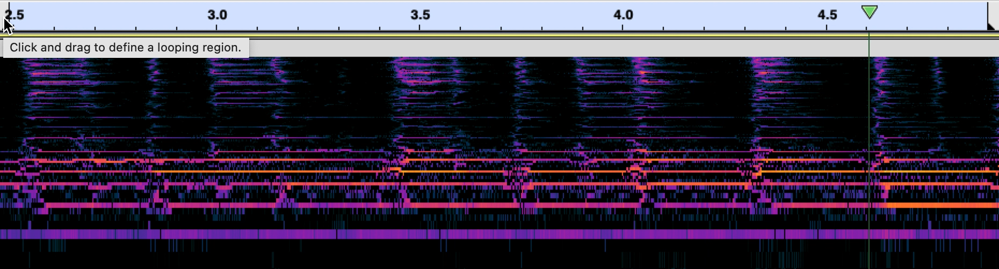 2.5 3.0 3.5 4.0 4.5
Click and drag to define a looping region.